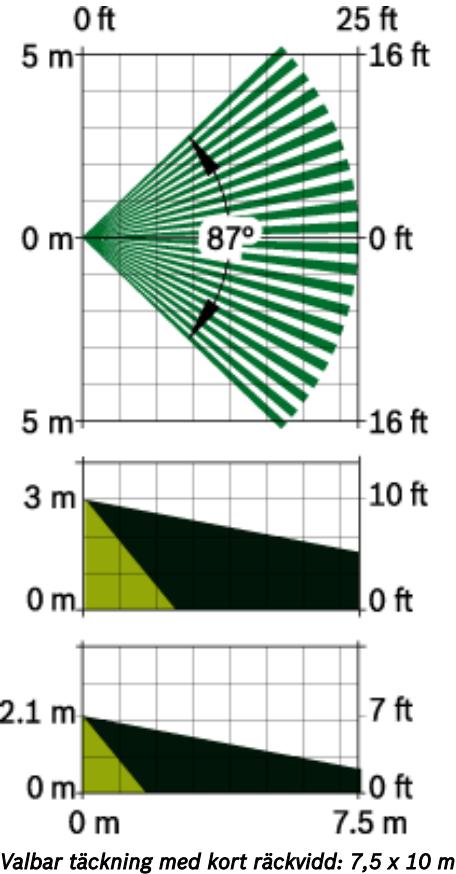 0 ft 25 ft
5 m 16 ft
0 m 87° 0 ft
5 m 16 ft
3 m 10 ft
0 m 0 ft
2.1 m 7 ft
0 m 0 ft
0 m 7.5 m
Valbar täckning med kort räckvidd: 7,5 x 10 m